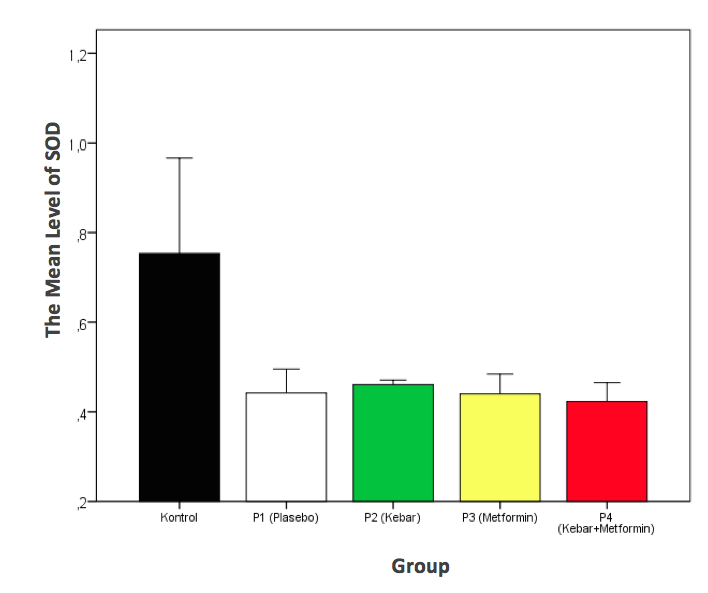 The Mean Level of SOD
1,2
1,0
,8
,6
,4
,2
Kontrol
P1 (Plasebo)
P2 (Kebar)
P3 (Metformin)
P4
(Kebar+Metformin)
Group